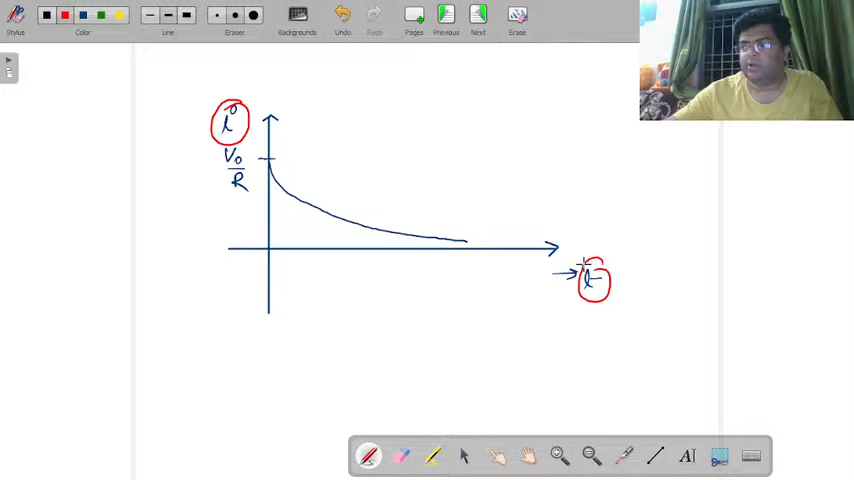 Stylus
Color
Line
Eraser
Backgrounds
Undo
Redo
Pages
Previous
Next
Erase
i
V₀
R
t
A